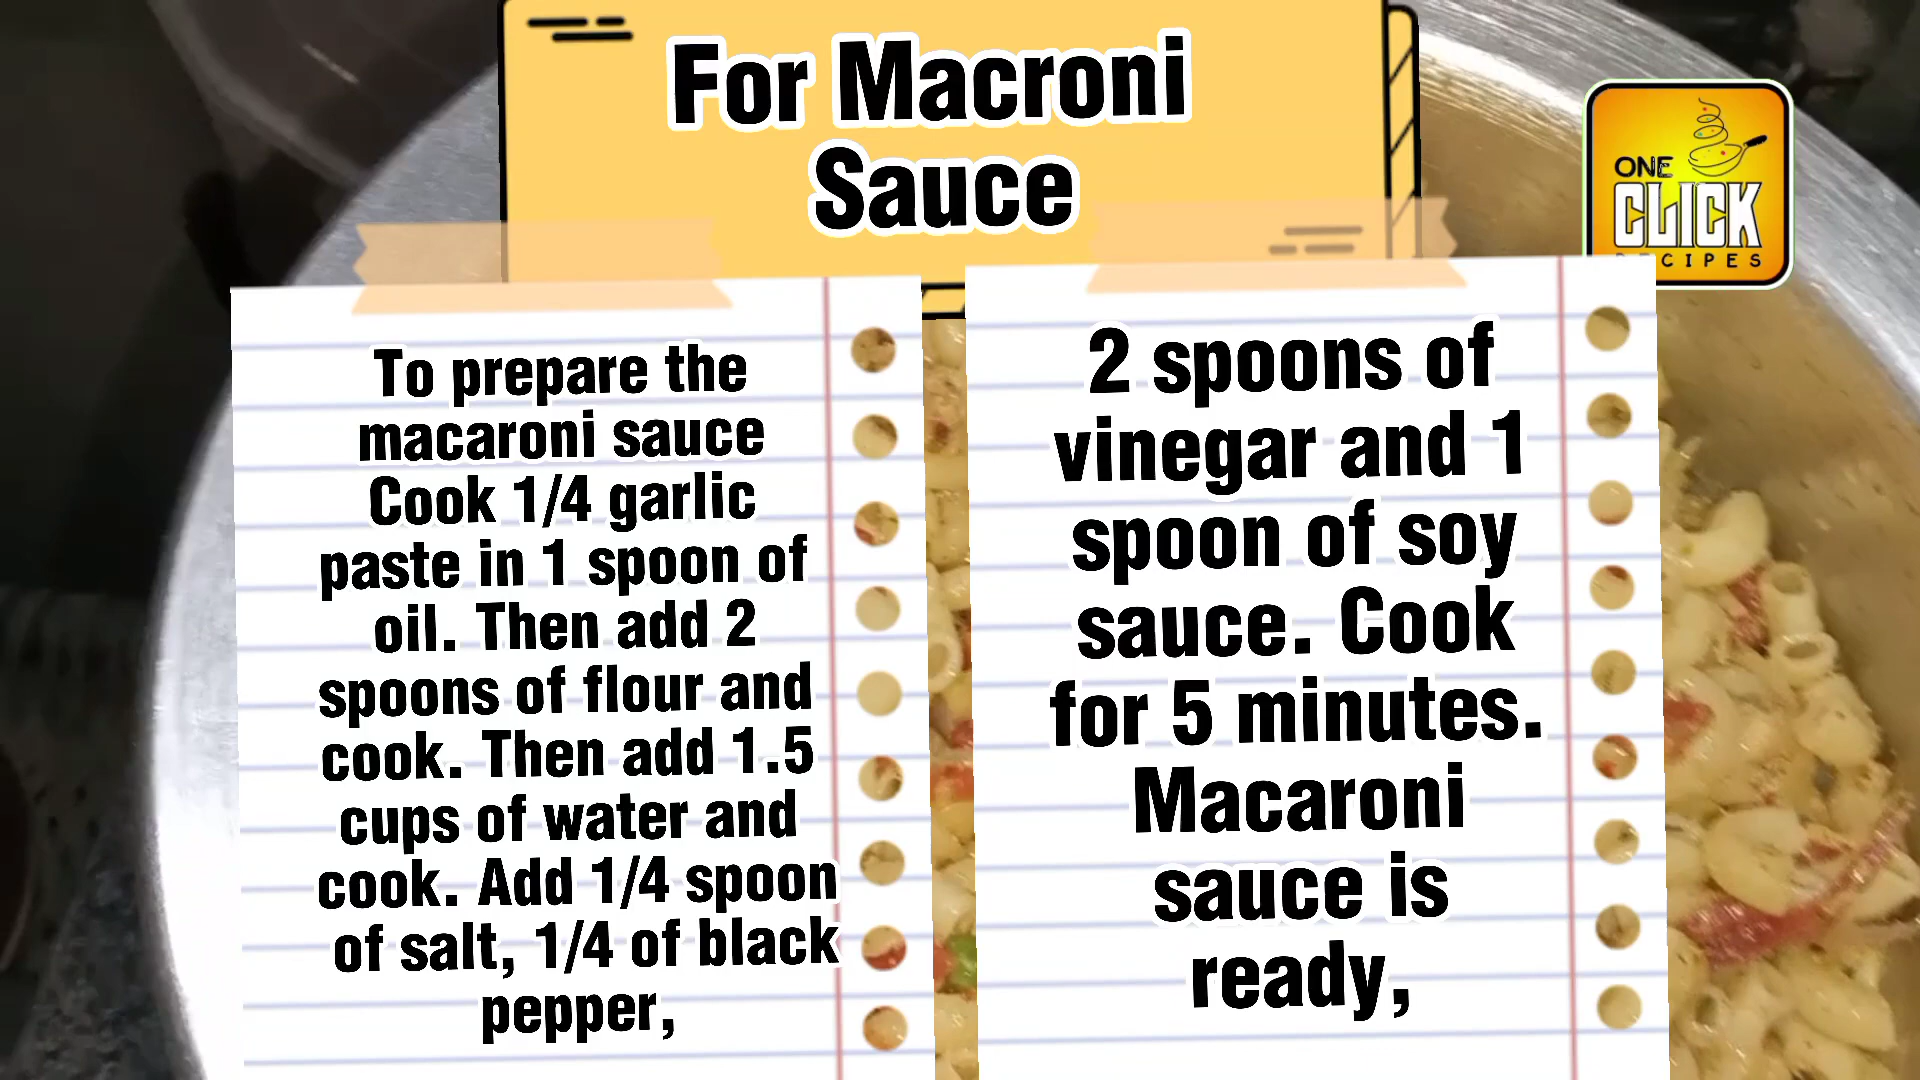 For Macroni
Sauce
ONE
CLICK
RECIPES
To prepare the
macaroni sauce
Cook 1/4 garlic
paste in 1 spoon of
oil. Then add 2
spoons of flour and
cook. Then add 1.5
cups of water and
cook. Add 1/4 spoon
of salt, 1/4 of black
pepper,
2 spoons of
vinegar and 1
spoon of soy
sauce. Cook
for 5 minutes.
Macaroni
sauce is
ready,